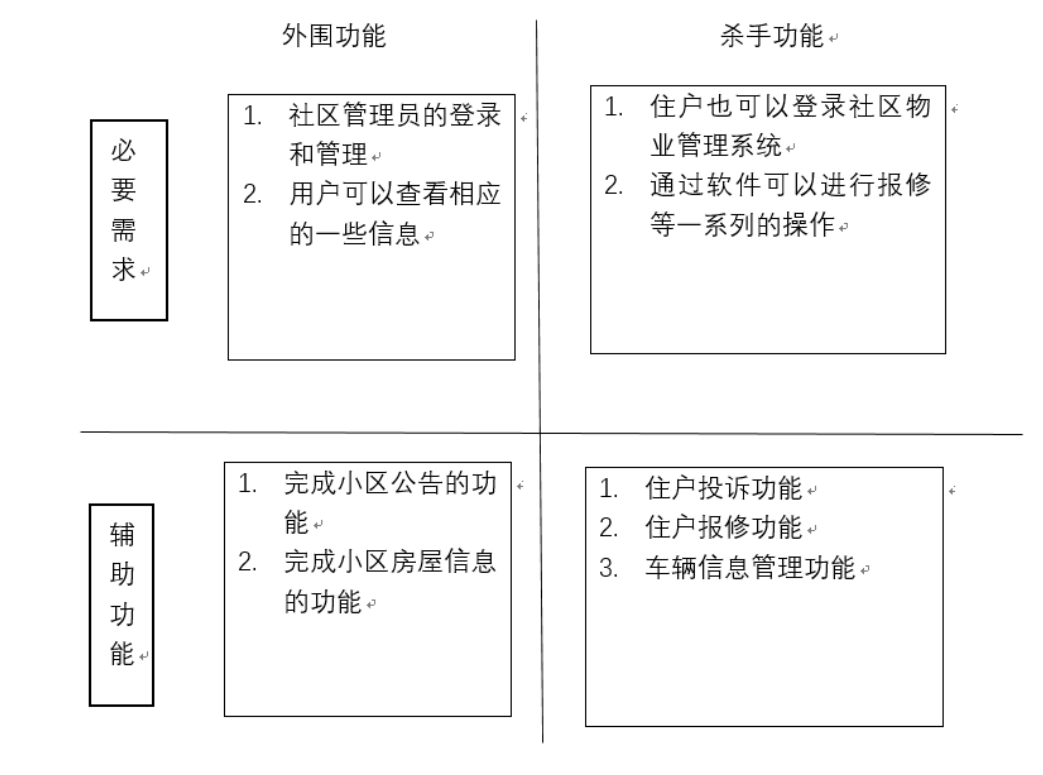 外围功能
杀手功能
必
要
需
求
1. 社区管理员的登录
和管理
2. 用户可以查看相应
的一些信息
1. 住户也可以登录社区物
业管理系统
2. 通过软件可以进行报修
等一系列的操作
辅
助
功
能
1. 完成小区公告的功
能
2. 完成小区房屋信息
的功能
1. 住户投诉功能
2. 住户报修功能
3. 车辆信息管理功能